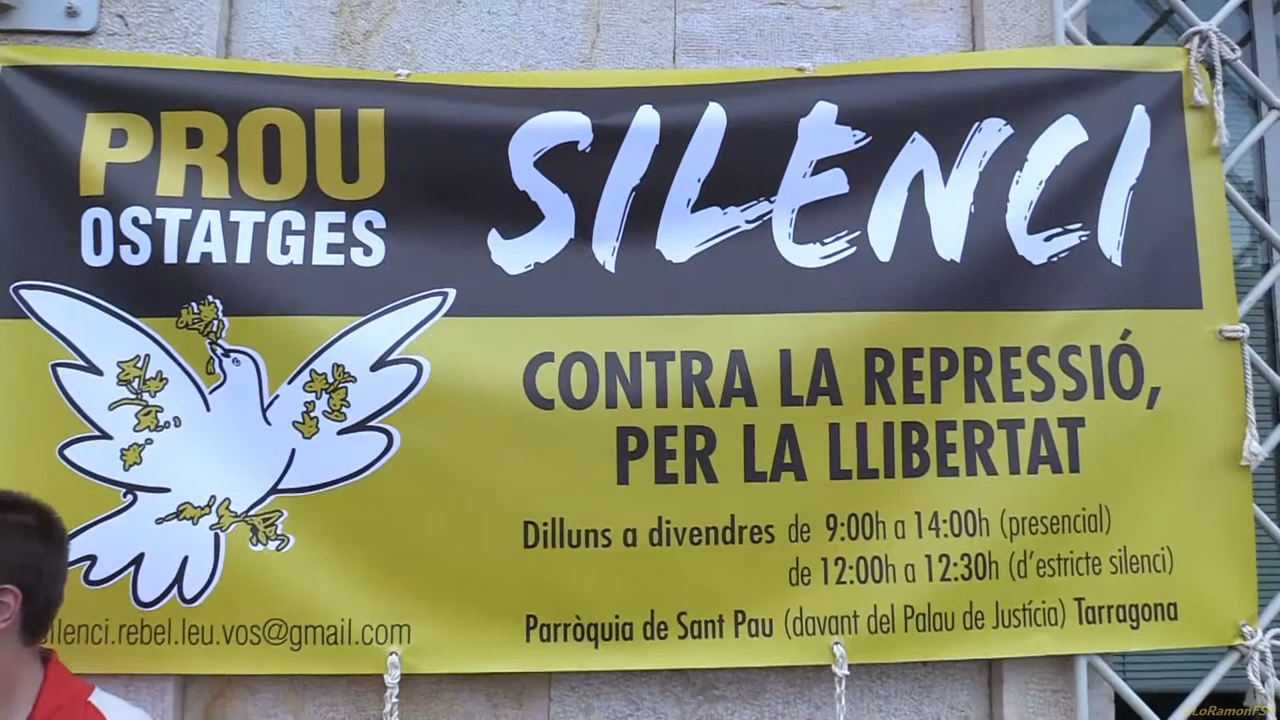 PROU
OSTATGES
SILENCI
CONTRA LA REPRESSIÓ,
PER LA LLIBERTAT
Dilluns a divendres de 9:00h a 14:00h (presencial)
de 12:00h a 12:30h (d'estricte silenci)
Parròquia de Sant Pau (davant del Palau de Justícia) Tarragona
silenci.rebel.leu.vos@gmail.com